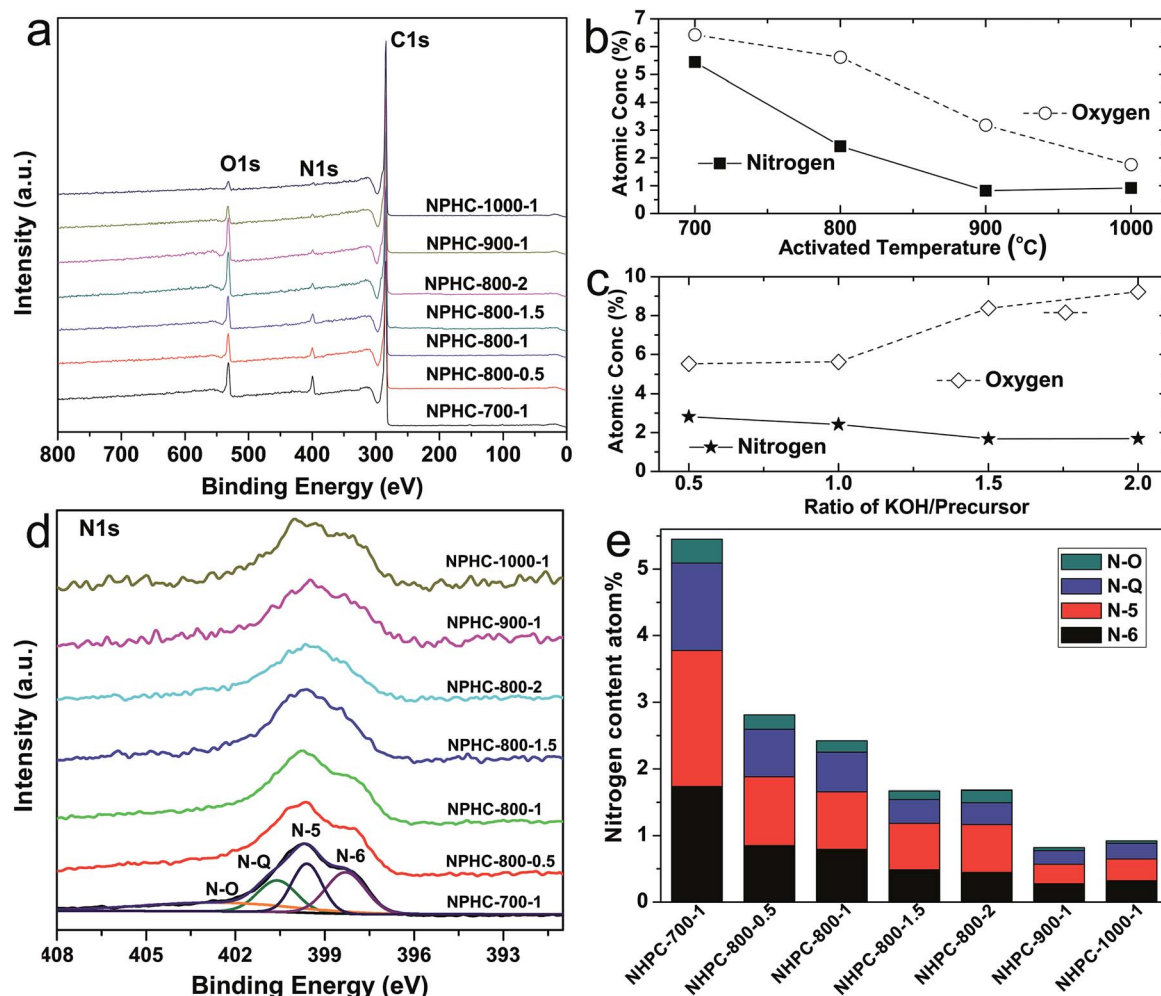 a
C1s
O1s
N1s
NPHC-1000-1
NPHC-900-1
NPHC-800-2
NPHC-800-1.5
NPHC-800-1
NPHC-800-0.5
NPHC-700-1
Intensity (a.u.)
800 700 600 500 400 300 200 100 0
Binding Energy (eV)
b
7
6
5
4
3
2
1
0
Atomic Conc (%)
Oxygen
Nitrogen
700 800 900 1000
Activated Temperature (°C)
c
10
8
6
4
2
0
Atomic Conc (%)
Oxygen
Nitrogen
0.5 1.0 1.5 2.0
Ratio of KOH/Precursor
d
N1s
NPHC-1000-1
NPHC-900-1
NPHC-800-2
NPHC-800-1.5
NPHC-800-1
NPHC-800-0.5
N-5
N-Q
N-6
N-O
NPHC-700-1
Intensity (a.u.)
408 405 402 399 396 393
Binding Energy (eV)
e
N-O
N-Q
N-5
N-6
5
4
3
2
1
0
Nitrogen content atom%
NHPC-700-1
NHPC-800-0.5
NHPC-800-1
NHPC-800-1.5
NHPC-800-2
NHPC-900-1
NHPC-1000-1